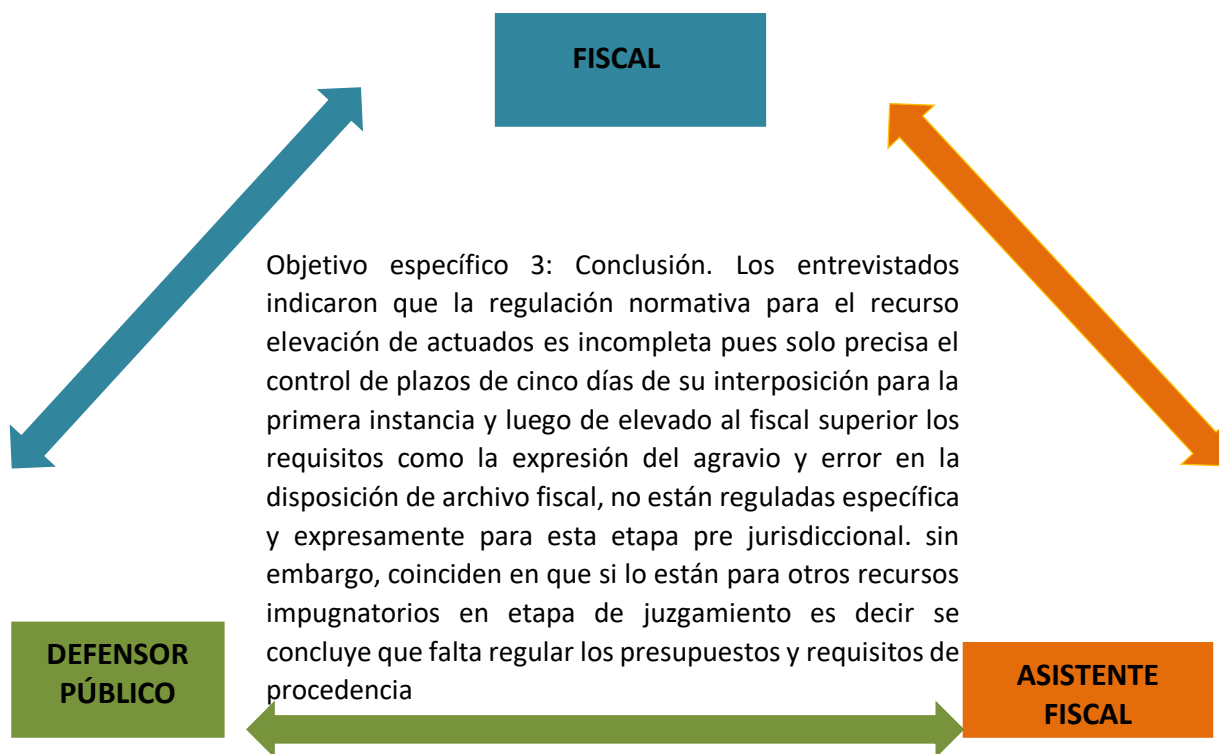 FISCAL
Objetivo específico 3: Conclusión. Los entrevistados
indicaron que la regulación normativa para el recurso
elevación de actuados es incompleta pues solo precisa el
control de plazos de cinco días de su interposición para la
primera instancia y luego de elevado al fiscal superior los
requisitos como la expresión del agravio y error en la
disposición de archivo fiscal, no están reguladas específica
y expresamente para esta etapa pre jurisdiccional. sin
embargo, coinciden en que si lo están para otros recursos
impugnatorios en etapa de juzgamiento es decir se
concluye que falta regular los presupuestos y requisitos de
procedencia
DEFENSOR
PÚBLICO
ASISTENTE
FISCAL